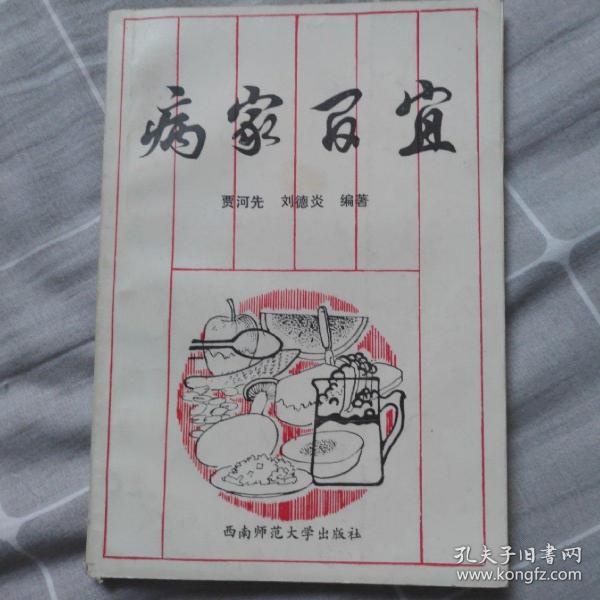 病家百宜
贾河先 刘德炎 编著
西南师范大学出版社
孔夫子旧书网
www.kongfz.com